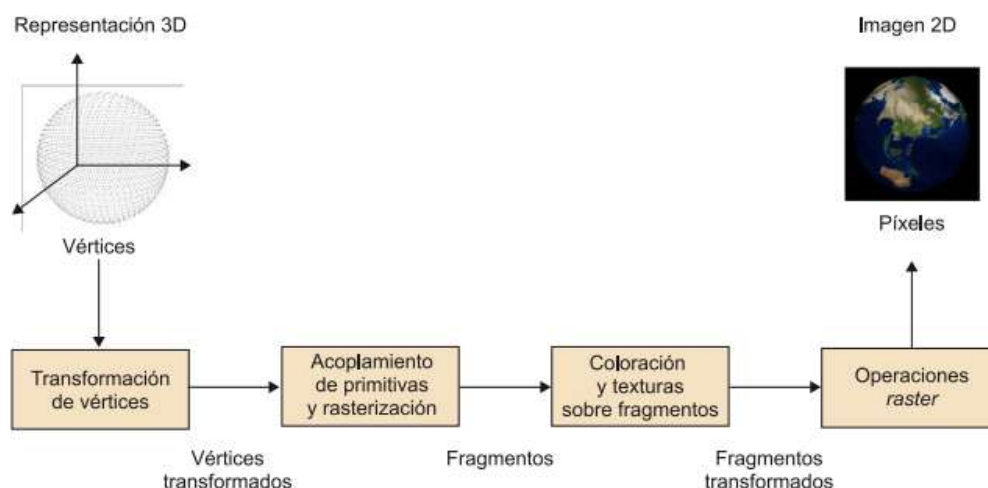 Representación 3D
Imagen 2D
Vértices
Píxeles
Transformación
de vértices
Acoplamiento
de primitivas
y rasterización
Coloración
y texturas
sobre fragmentos
Operaciones
raster
Vértices
transformados
Fragmentos
Fragmentos
transformados